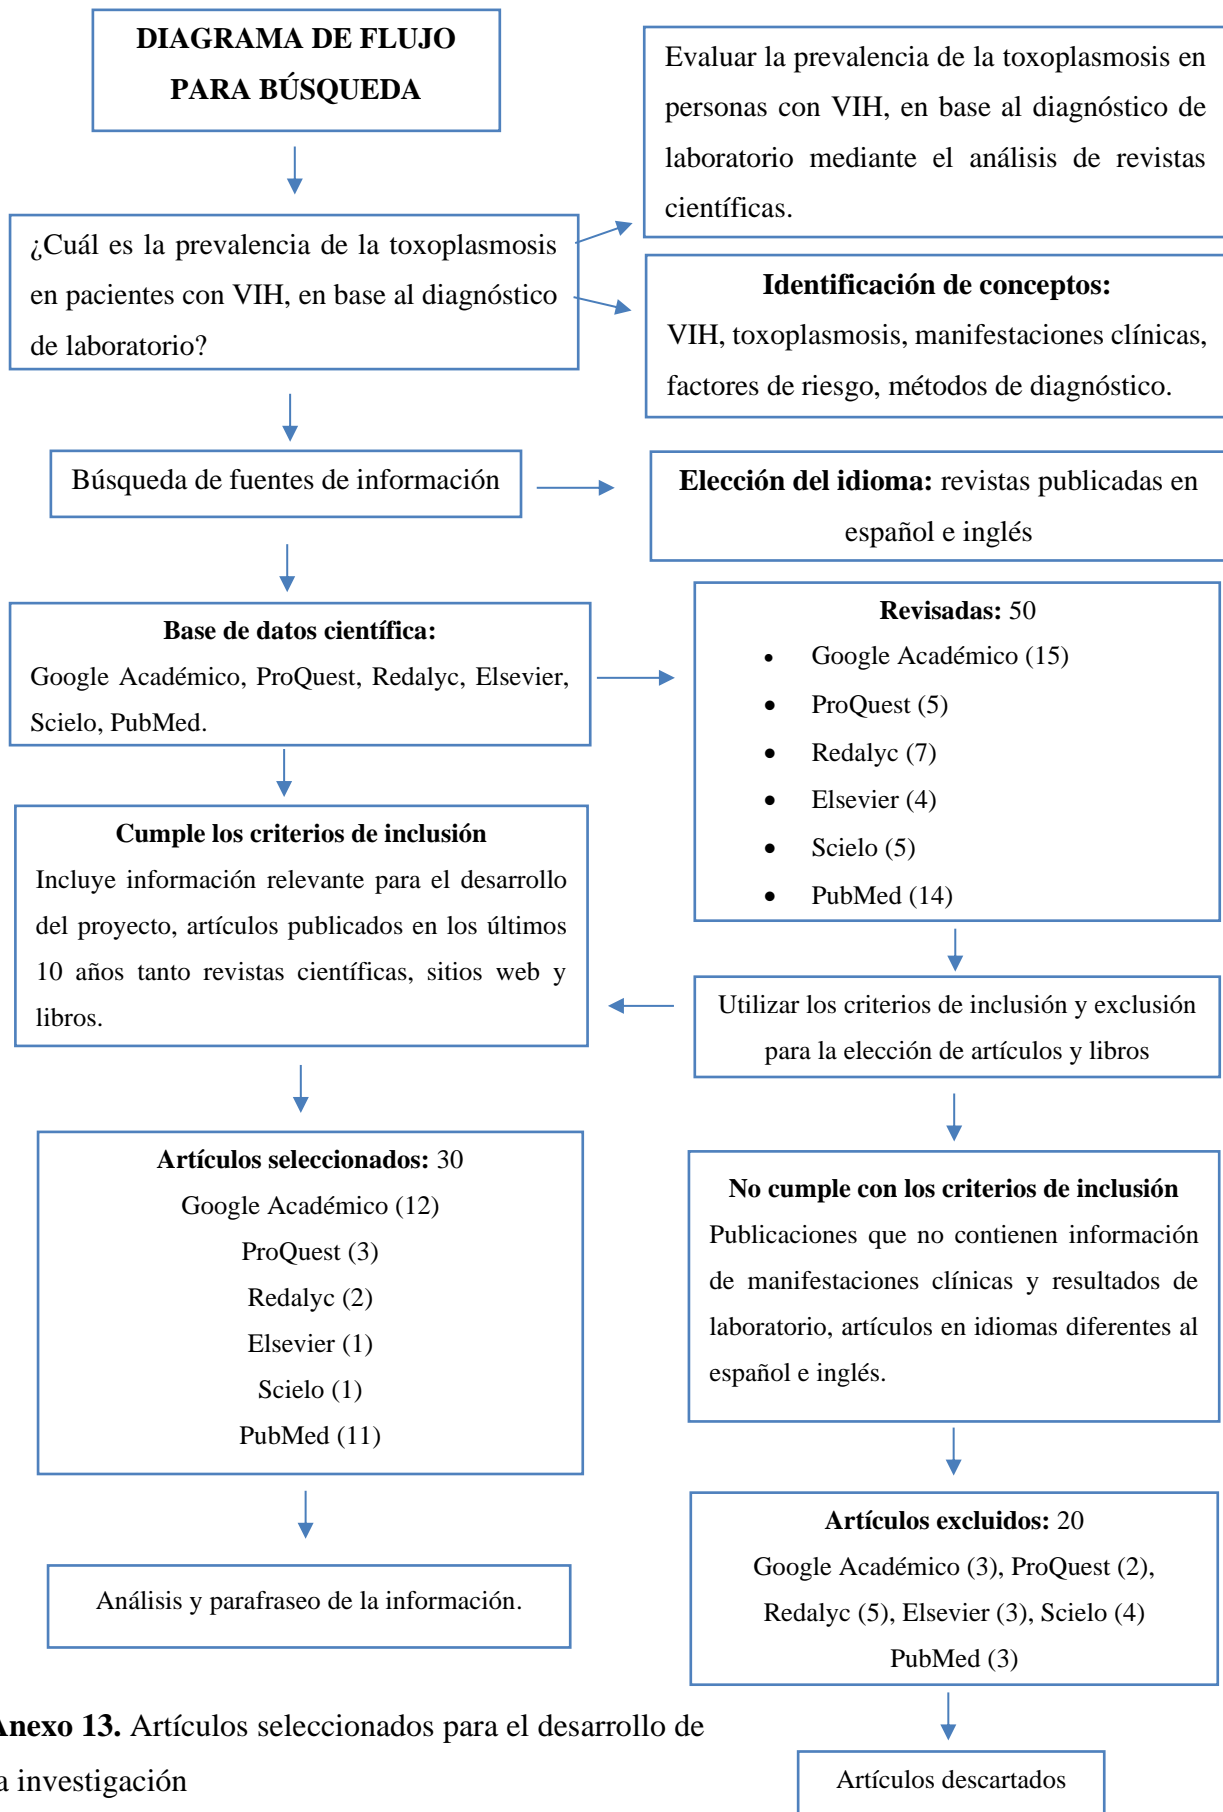 DIAGRAMA DE FLUJO
PARA BÚSQUEDA
Evaluar la prevalencia de la toxoplasmosis en
personas con VIH, en base al diagnóstico de
laboratorio mediante el análisis de revistas
científicas.
¿Cuál es la prevalencia de la toxoplasmosis
en pacientes con VIH, en base al diagnóstico
de laboratorio?
Identificación de conceptos:
VIH, toxoplasmosis, manifestaciones clínicas,
factores de riesgo, métodos de diagnóstico.
Búsqueda de fuentes de información
Elección del idioma: revistas publicadas en
español e inglés
Base de datos científica:
Google Académico, ProQuest, Redalyc, Elsevier,
Scielo, PubMed.
Revisadas: 50
• Google Académico (15)
• ProQuest (5)
• Redalyc (7)
• Elsevier (4)
• Scielo (5)
• PubMed (14)
Cumple los criterios de inclusión
Incluye información relevante para el desarrollo
del proyecto, artículos publicados en los últimos
10 años tanto revistas científicas, sitios web y
libros.
Utilizar los criterios de inclusión y exclusión
para la elección de artículos y libros
Artículos seleccionados: 30
Google Académico (12)
ProQuest (3)
Redalyc (2)
Elsevier (1)
Scielo (1)
PubMed (11)
No cumple con los criterios de inclusión
Publicaciones que no contienen información
de manifestaciones clínicas y resultados de
laboratorio, artículos en idiomas diferentes al
español e inglés.
Análisis y parafraseo de la información.
Artículos excluidos: 20
Google Académico (3), ProQuest (2),
Redalyc (5), Elsevier (3), Scielo (4)
PubMed (3)
Anexo 13. Artículos seleccionados para el desarrollo de
a investigación
Artículos descartados